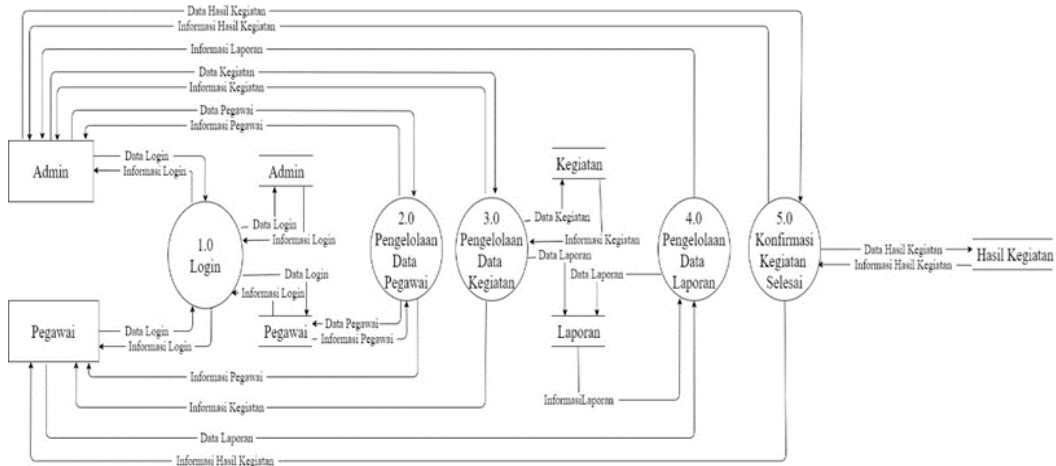 Data Hasil Kegiatan
Informasi Hasil Kegiatan
Informasi Laporan
Data Kegiatan
Informasi Kegiatan
Data Pegawai
Informasi Pegawai
Admin
Data Login
Informasi Login
Admin
Kegiatan
1.0
Login
Data Login
Informasi Login
Data Login
Informasi Login
2.0
Pengelolaan
Data
Pegawai
3.0
Pengelolaan
Data
Kegiatan
Data Kegiatan
Informasi Kegiatan
Data Laporan
Data Laporan
4.0
Pengelolaan
Data
Laporan
5.0
Konfirmasi
Kegiatan
Selesai
Data Hasil Kegiatan
Informasi Hasil Kegiatan
Hasil Kegiatan
Pegawai
Data Login
Informasi Login
Pegawai
Data Pegawai
Informasi Pegawai
Laporan
Informasi Pegawai
InformasiLaporan
Informasi Kegiatan
Data Laporan
Informasi Hasil Kegiatan